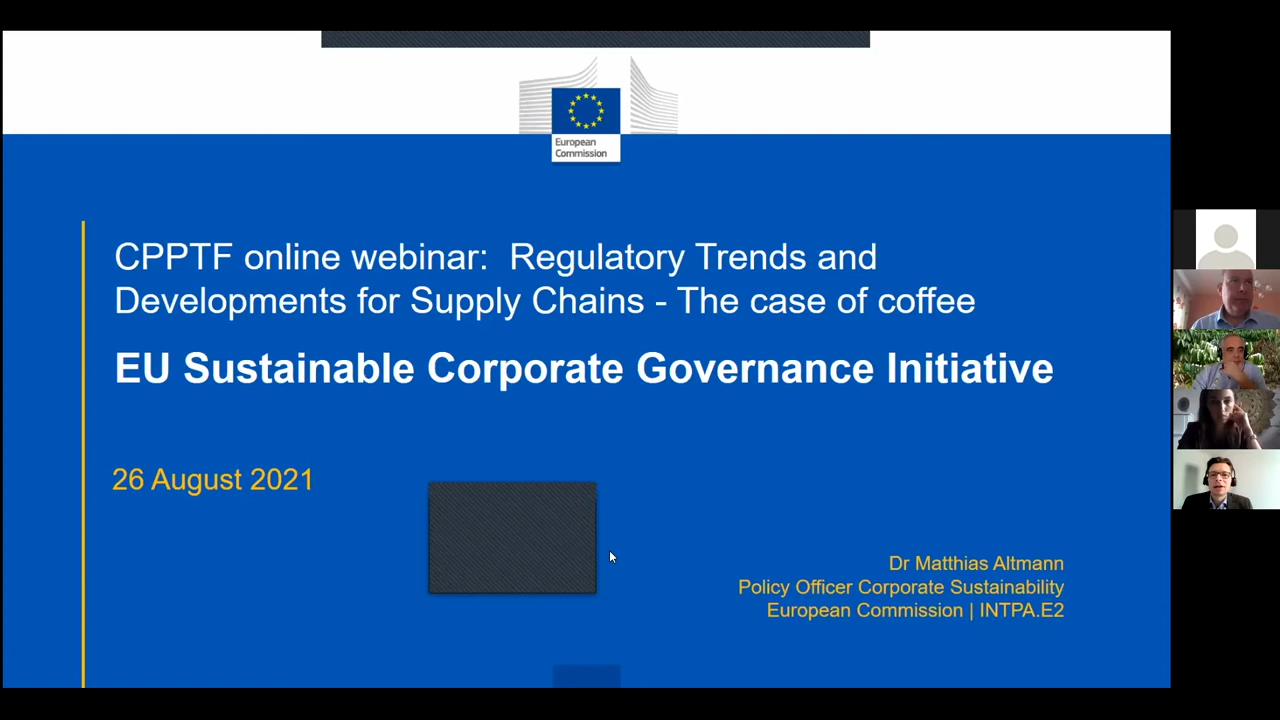 European
Commission
CPPTF online webinar: Regulatory Trends and
Developments for Supply Chains - The case of coffee
EU Sustainable Corporate Governance Initiative
26 August 2021
Dr Matthias Altmann
Policy Officer Corporate Sustainability
European Commission | INTPA.E2